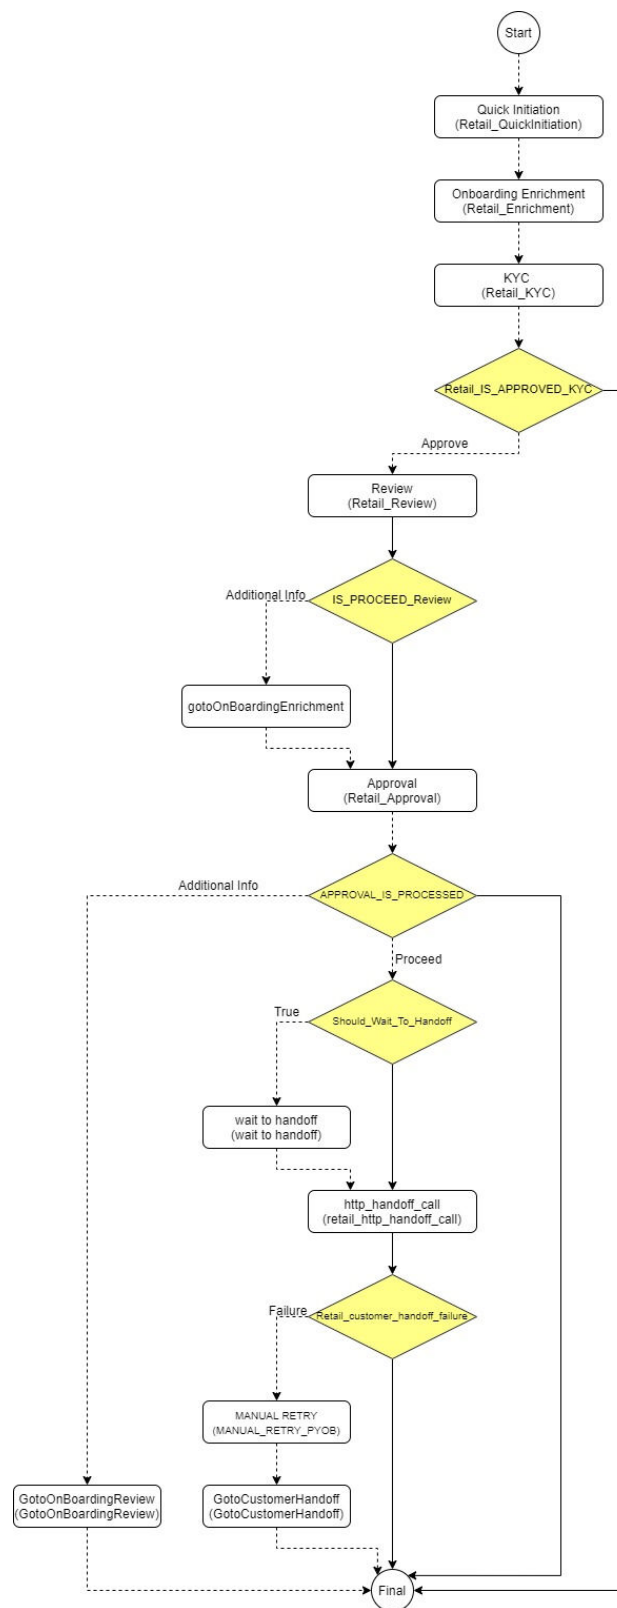 Start
Quick Initiation
(Retail_QuickInitiation)
Onboarding Enrichment
(Retail_Enrichment)
KYC
(Retail_KYC)
Retail_IS_APPROVED_KYC
Approve
Review
(Retail_Review)
Additional Info
IS_PROCEED_Review
gotoOnBoardingEnrichment
Approval
(Retail_Approval)
Additional Info
APPROVAL_IS_PROCESSED
Proceed
True
Should_Wait_To_Handoff
wait to handoff
(wait to handoff)
http_handoff_call
(retail_http_handoff_call)
Failure
Retail_customer_handoff_failure
MANUAL RETRY
(MANUAL_RETRY_PYOB)
GotoOnBoardingReview
(GotoOnBoardingReview)
GotoCustomerHandoff
(GotoCustomerHandoff)
Final